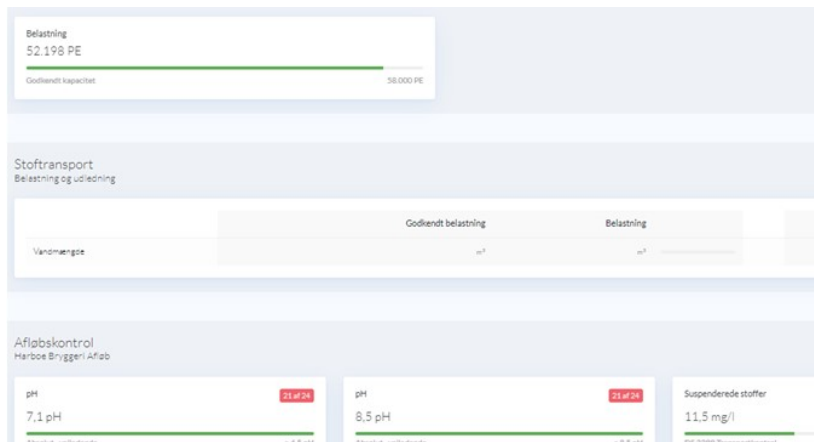 Belastning
52.198 PE
Godkendt kapacitet 58.000 PE
Stoftransport
Belastning og udledning
Godkendt belastning Belastning
Vandmængde m³ m³
Afløbskontrol
Harboe Bryggeri Afløb
pH 21 af 24 pH 21 af 24 Suspenderede stoffer
7,1 pH 8,5 pH 11,5 mg/l